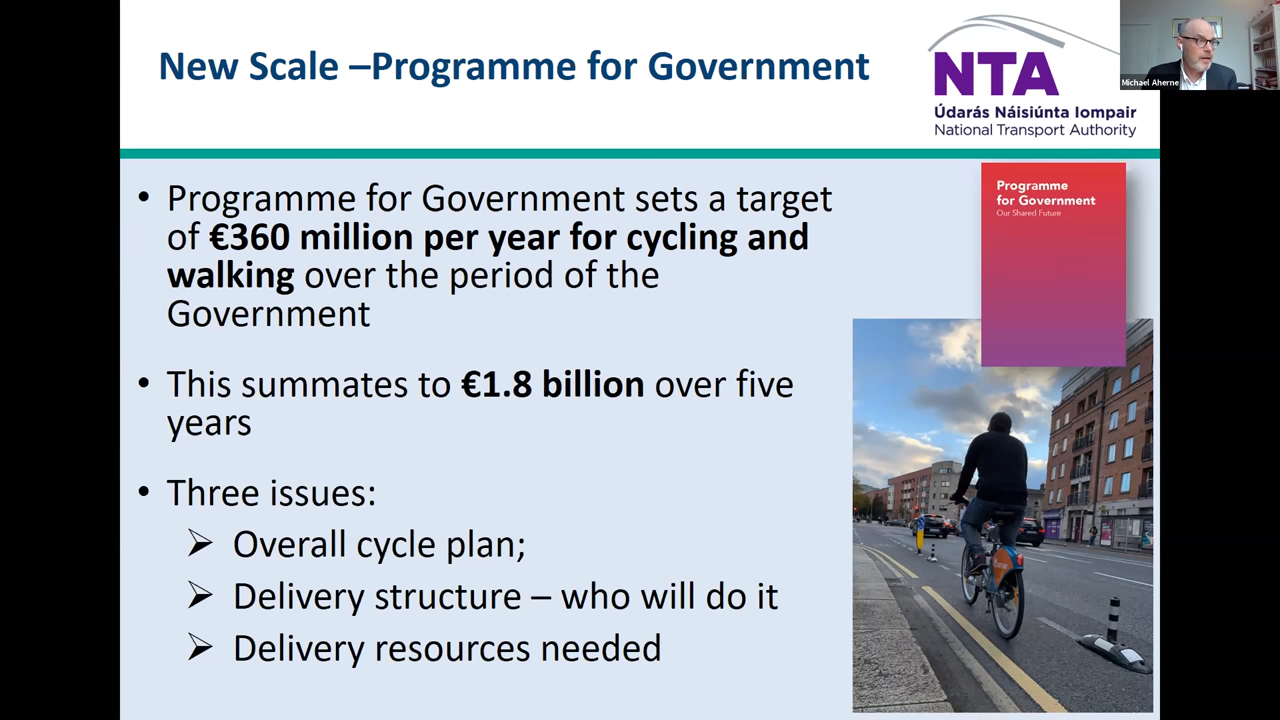 New Scale –Programme for Government
NTA
Údarás Náisiúnta Iompair
National Transport Authority
Michael Aherne
Programme
for Government
Our Shared Future
• Programme for Government sets a target
of €360 million per year for cycling and
walking over the period of the
Government
• This summates to €1.8 billion over five
years
• Three issues:
➢ Overall cycle plan;
➢ Delivery structure – who will do it
➢ Delivery resources needed